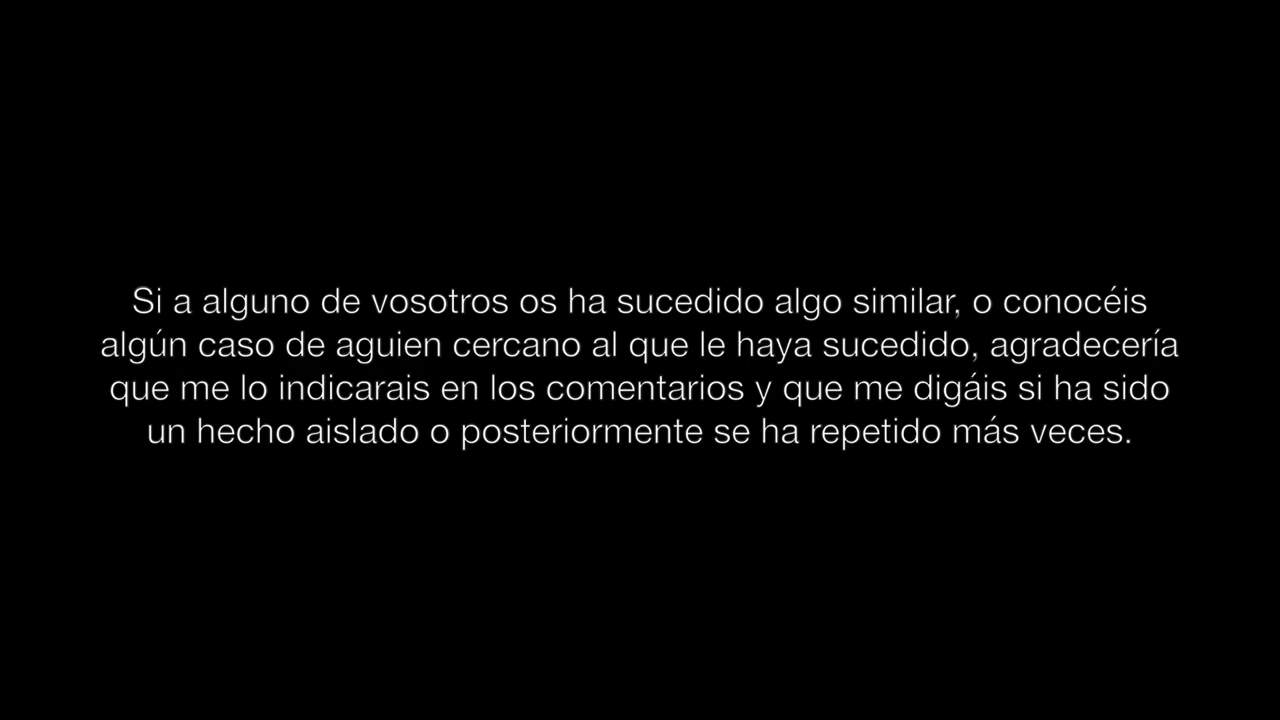 Si a alguno de vosotros os ha sucedido algo similar, o conocéis
algún caso de aguien cercano al que le haya sucedido, agradecería
que me lo indicarais en los comentarios y que me digáis si ha sido
un hecho aislado o posteriormente se ha repetido más veces.